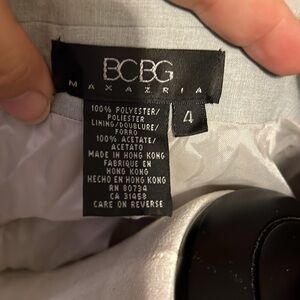 BCBG
MAXAZRIA
4
100% POLYESTER/
POLIESTER
LINING/DOUBLURE/
FORRO
100% ACETATE/
ACETATO
MADE IN HONG KONG
FABRIQUE EN
HONG KONG
HECHO EN HONG KONG
RN 80734
CA 31458
CARE ON REVERSE